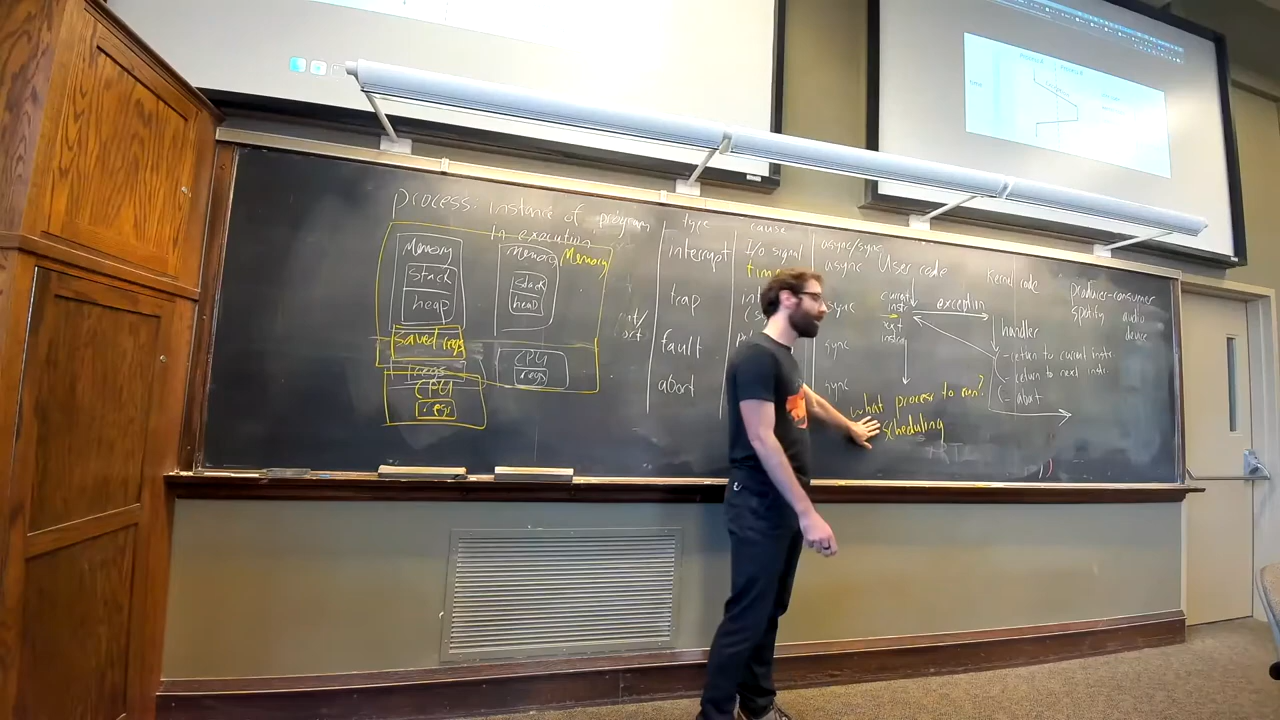 process: instance of program
in execution
Memory
stack
heap
saved regs
regs
CPU
regs
Memory
stack
heap
CPU
regs
Memory
type
cause
async/sync
interrupt
I/O signal
async
trap
sync
fault
sync
abort
sync
User code
current
instr
next
instr
exception
Kernel code
handler
- return to current instr.
- return to next instr.
- abort
what process to run?
scheduling
producer-consumer
spotify
audio
device